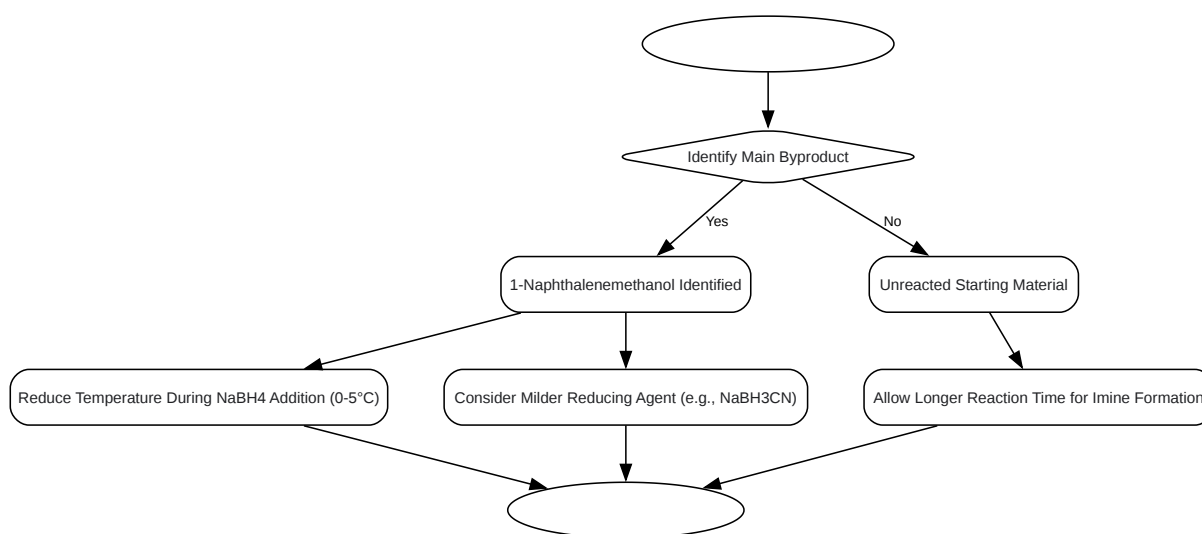 Identify Main Byproduct
Yes
No
1-Naphthalenemethanol Identified
Unreacted Starting Material
Reduce Temperature During NaBH4 Addition (0-5°C)
Consider Milder Reducing Agent (e.g., NaBH3CN)
Allow Longer Reaction Time for Imine Formation